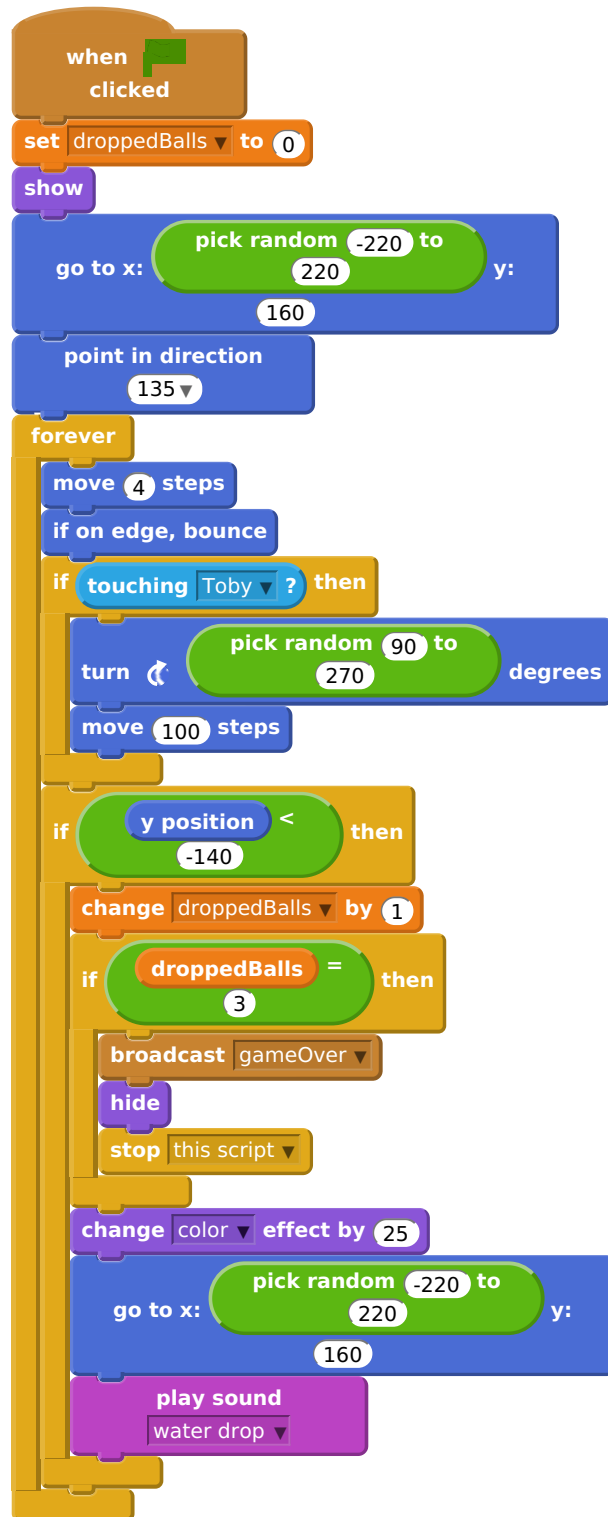 when
clicked
set droppedBalls ▾ to 0
show
pick random -220 to
220
go to x: y:
160
point in direction
135 ▾
forever
move 4 steps
if on edge, bounce
if touching Toby ▾ ? then
pick random 90 to
270
turn degrees
move 100 steps
y position <
-140
if then
change droppedBalls ▾ by 1
droppedBalls =
3
if then
broadcast gameOver ▾
hide
stop this script ▾
change color ▾ effect by 25
pick random -220 to
220
go to x: y:
160
play sound
water drop ▾